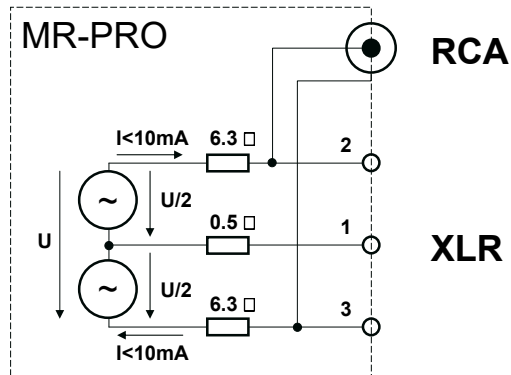 MR-PRO
RCA
I<10mA
6.3 □
2
~
U/2
0.5 □
1
U
XLR
~
U/2
6.3 □
3
I<10mA